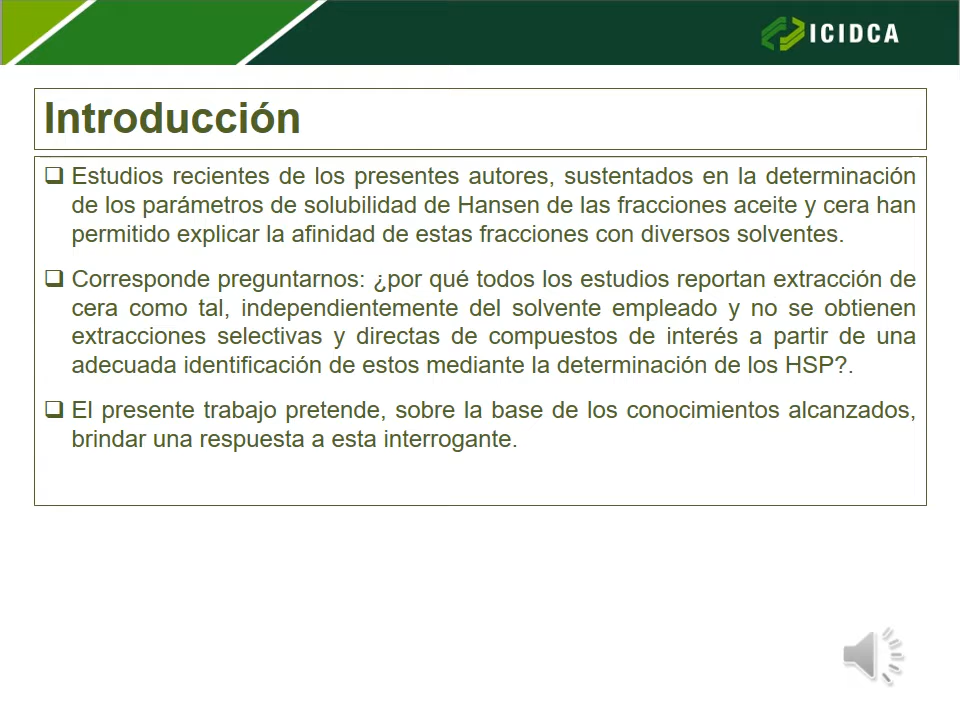 ICIDCA
Introducción
Estudios recientes de los presentes autores, sustentados en la determinación
de los parámetros de solubilidad de Hansen de las fracciones aceite y cera han
permitido explicar la afinidad de estas fracciones con diversos solventes.
Corresponde preguntarnos: ¿por qué todos los estudios reportan extracción de
cera como tal, independientemente del solvente empleado y no se obtienen
extracciones selectivas y directas de compuestos de interés a partir de una
adecuada identificación de estos mediante la determinación de los HSP?.
El presente trabajo pretende, sobre la base de los conocimientos alcanzados,
brindar una respuesta a esta interrogante.